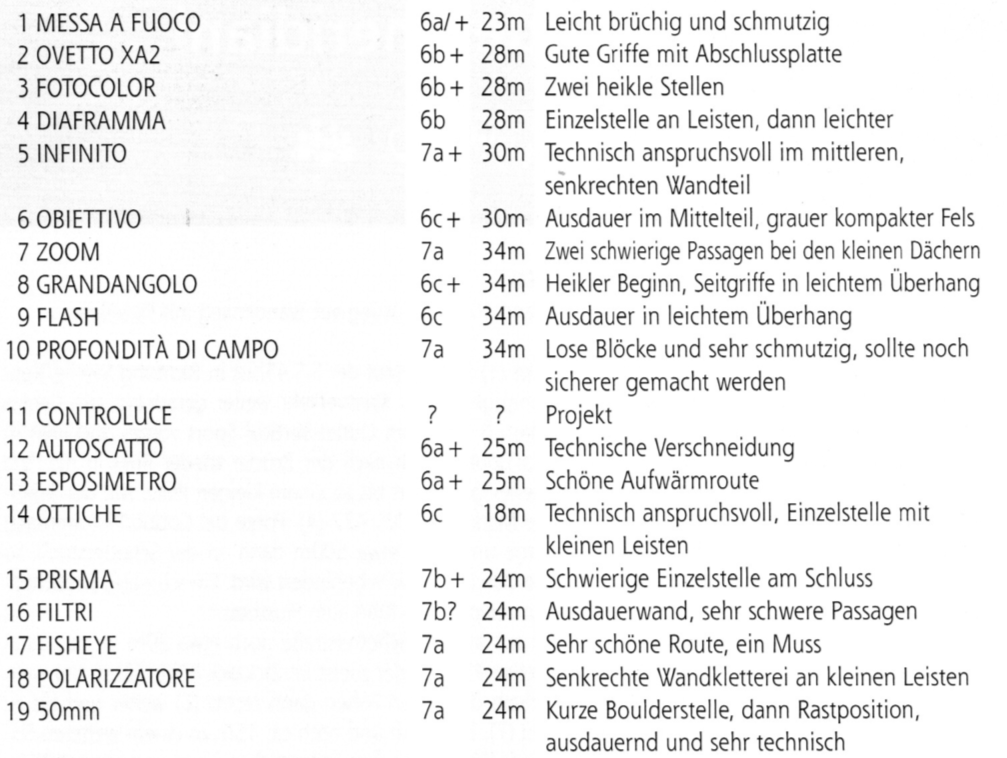 1 MESSA A FUOCO 6a/+ 23m Leicht brüchig und schmutzig
2 OVETTO XA2 6b+ 28m Gute Griffe mit Abschlussplatte
3 FOTOCOLOR 6b+ 28m Zwei heikle Stellen
4 DIAFRAMMA 6b 28m Einzelstelle an Leisten, dann leichter
5 INFINITO 7a+ 30m Technisch anspruchsvoll im mittleren,
senkrechten Wandteil
6 OBIETTIVO 6c+ 30m Ausdauer im Mittelteil, grauer kompakter Fels
7 ZOOM 7a 34m Zwei schwierige Passagen bei den kleinen Dächern
8 GRANDANGOLO 6c+ 34m Heikler Beginn, Seitgriffe in leichtem Überhang
9 FLASH 6c 34m Ausdauer in leichtem Überhang
10 PROFONDITÀ DI CAMPO 7a 34m Lose Blöcke und sehr schmutzig, sollte noch
sicherer gemacht werden
11 CONTROLUCE ? ? Projekt
12 AUTOSCATTO 6a+ 25m Technische Verschneidung
13 ESPOSIMETRO 6a+ 25m Schöne Aufwärmroute
14 OTTICHE 6c 18m Technisch anspruchsvoll, Einzelstelle mit
kleinen Leisten
15 PRISMA 7b+ 24m Schwierige Einzelstelle am Schluss
16 FILTRI 7b? 24m Ausdauerwand, sehr schwere Passagen
17 FISHEYE 7a 24m Sehr schöne Route, ein Muss
18 POLARIZZATORE 7a 24m Senkrechte Wandkletterei an kleinen Leisten
19 50mm 7a 24m Kurze Boulderstelle, dann Rastposition,
ausdauernd und sehr technisch